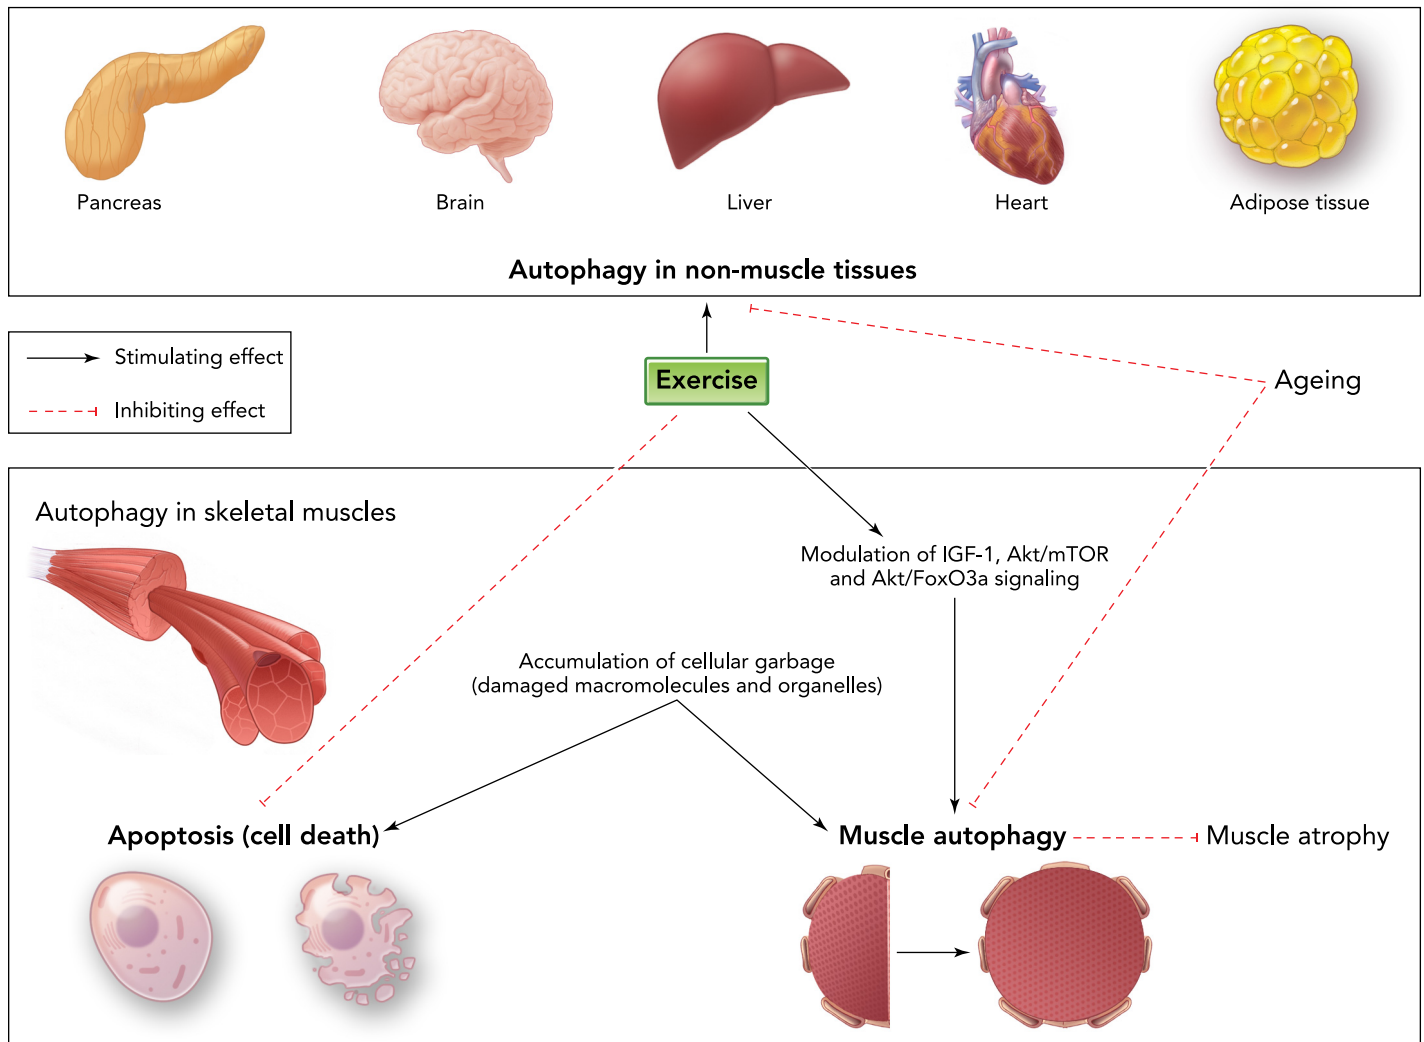 Pancreas
Brain
Liver
Heart
Adipose tissue
Autophagy in non-muscle tissues
Stimulating effect
Inhibiting effect
Exercise
Ageing
Autophagy in skeletal muscles
Modulation of IGF-1, Akt/mTOR
and Akt/FoxO3a signaling
Accumulation of cellular garbage
(damaged macromolecules and organelles)
Apoptosis (cell death)
Muscle autophagy
Muscle atrophy